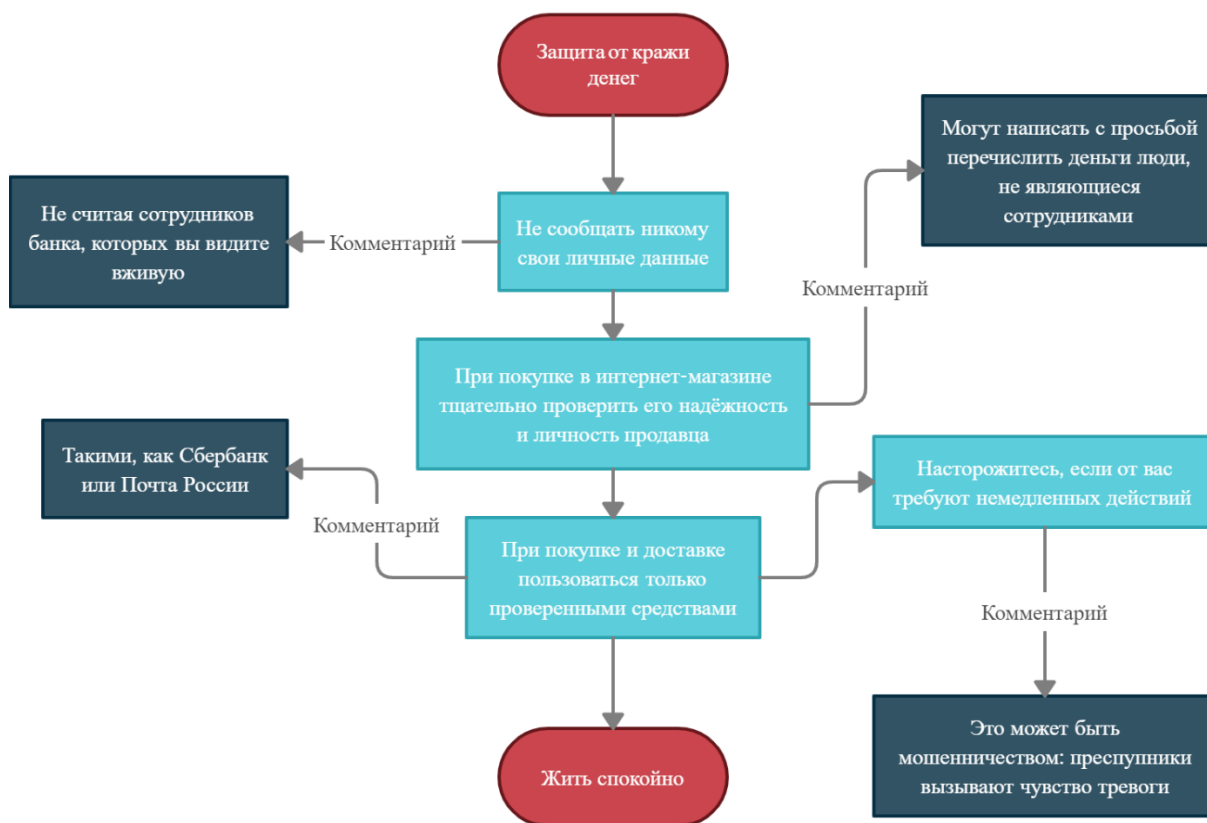 Защита от кражи
денег
Могут написать с просьбой
перечислить деньги люди,
не являющиеся
сотрудниками
Не считая сотрудников
банка, которых вы видите
вживую
Комментарий
Не сообщать никому
свои личные данные
Комментарий
При покупке в интернет-магазине
тщательно проверить его надёжность
и личность продавца
Такими, как Сбербанк
или Почта России
Комментарий
Насторожитесь, если от вас
требуют немедленных действий
При покупке и доставке
пользоваться только
проверенными средствами
Комментарий
Это может быть
мошенничеством: преспупники
вызывают чувство тревоги
Жить спокойно